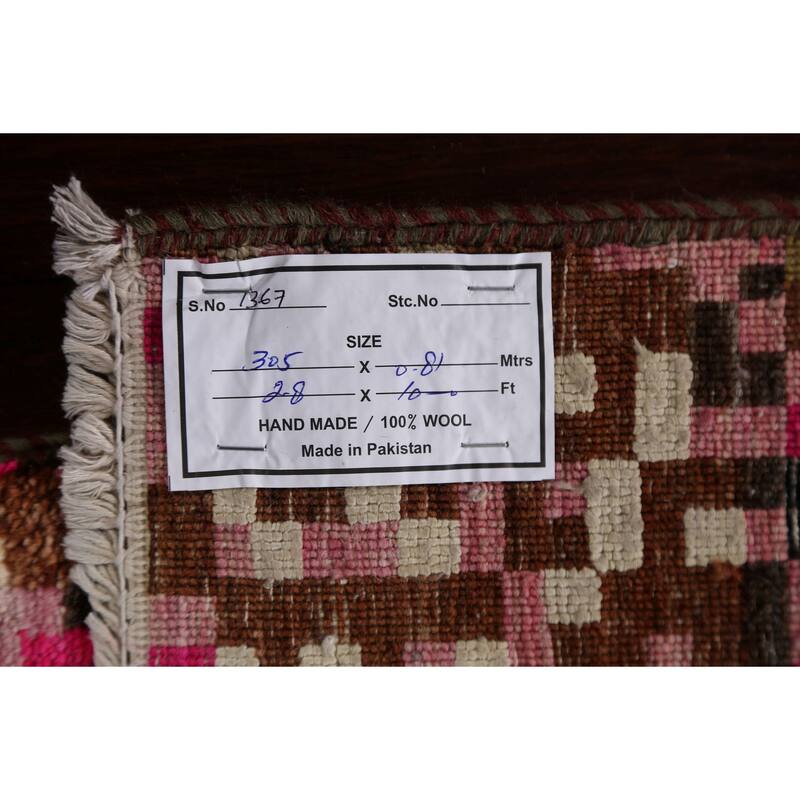 S.No 1367 Stc.No
SIZE
305 X 0.81 Mtrs
2.8 X 10-0 Ft
HAND MADE / 100% WOOL
Made in Pakistan